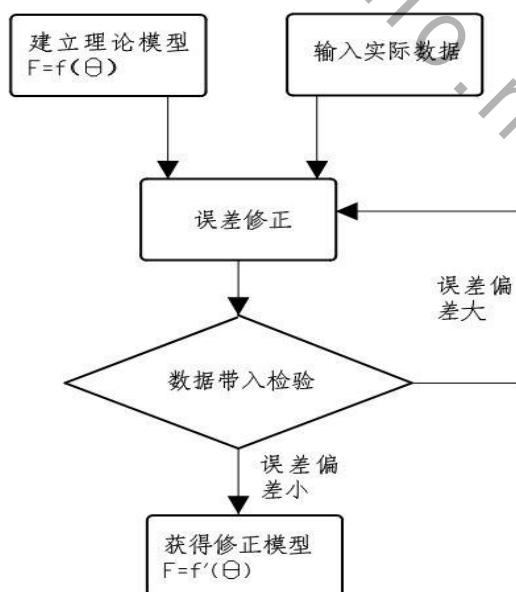 建立理论模型
F=f(Θ)
输入实际数据
误差修正
误差偏
差大
数据带入检验
误差偏
差小
获得修正模型
F=f′(Θ)